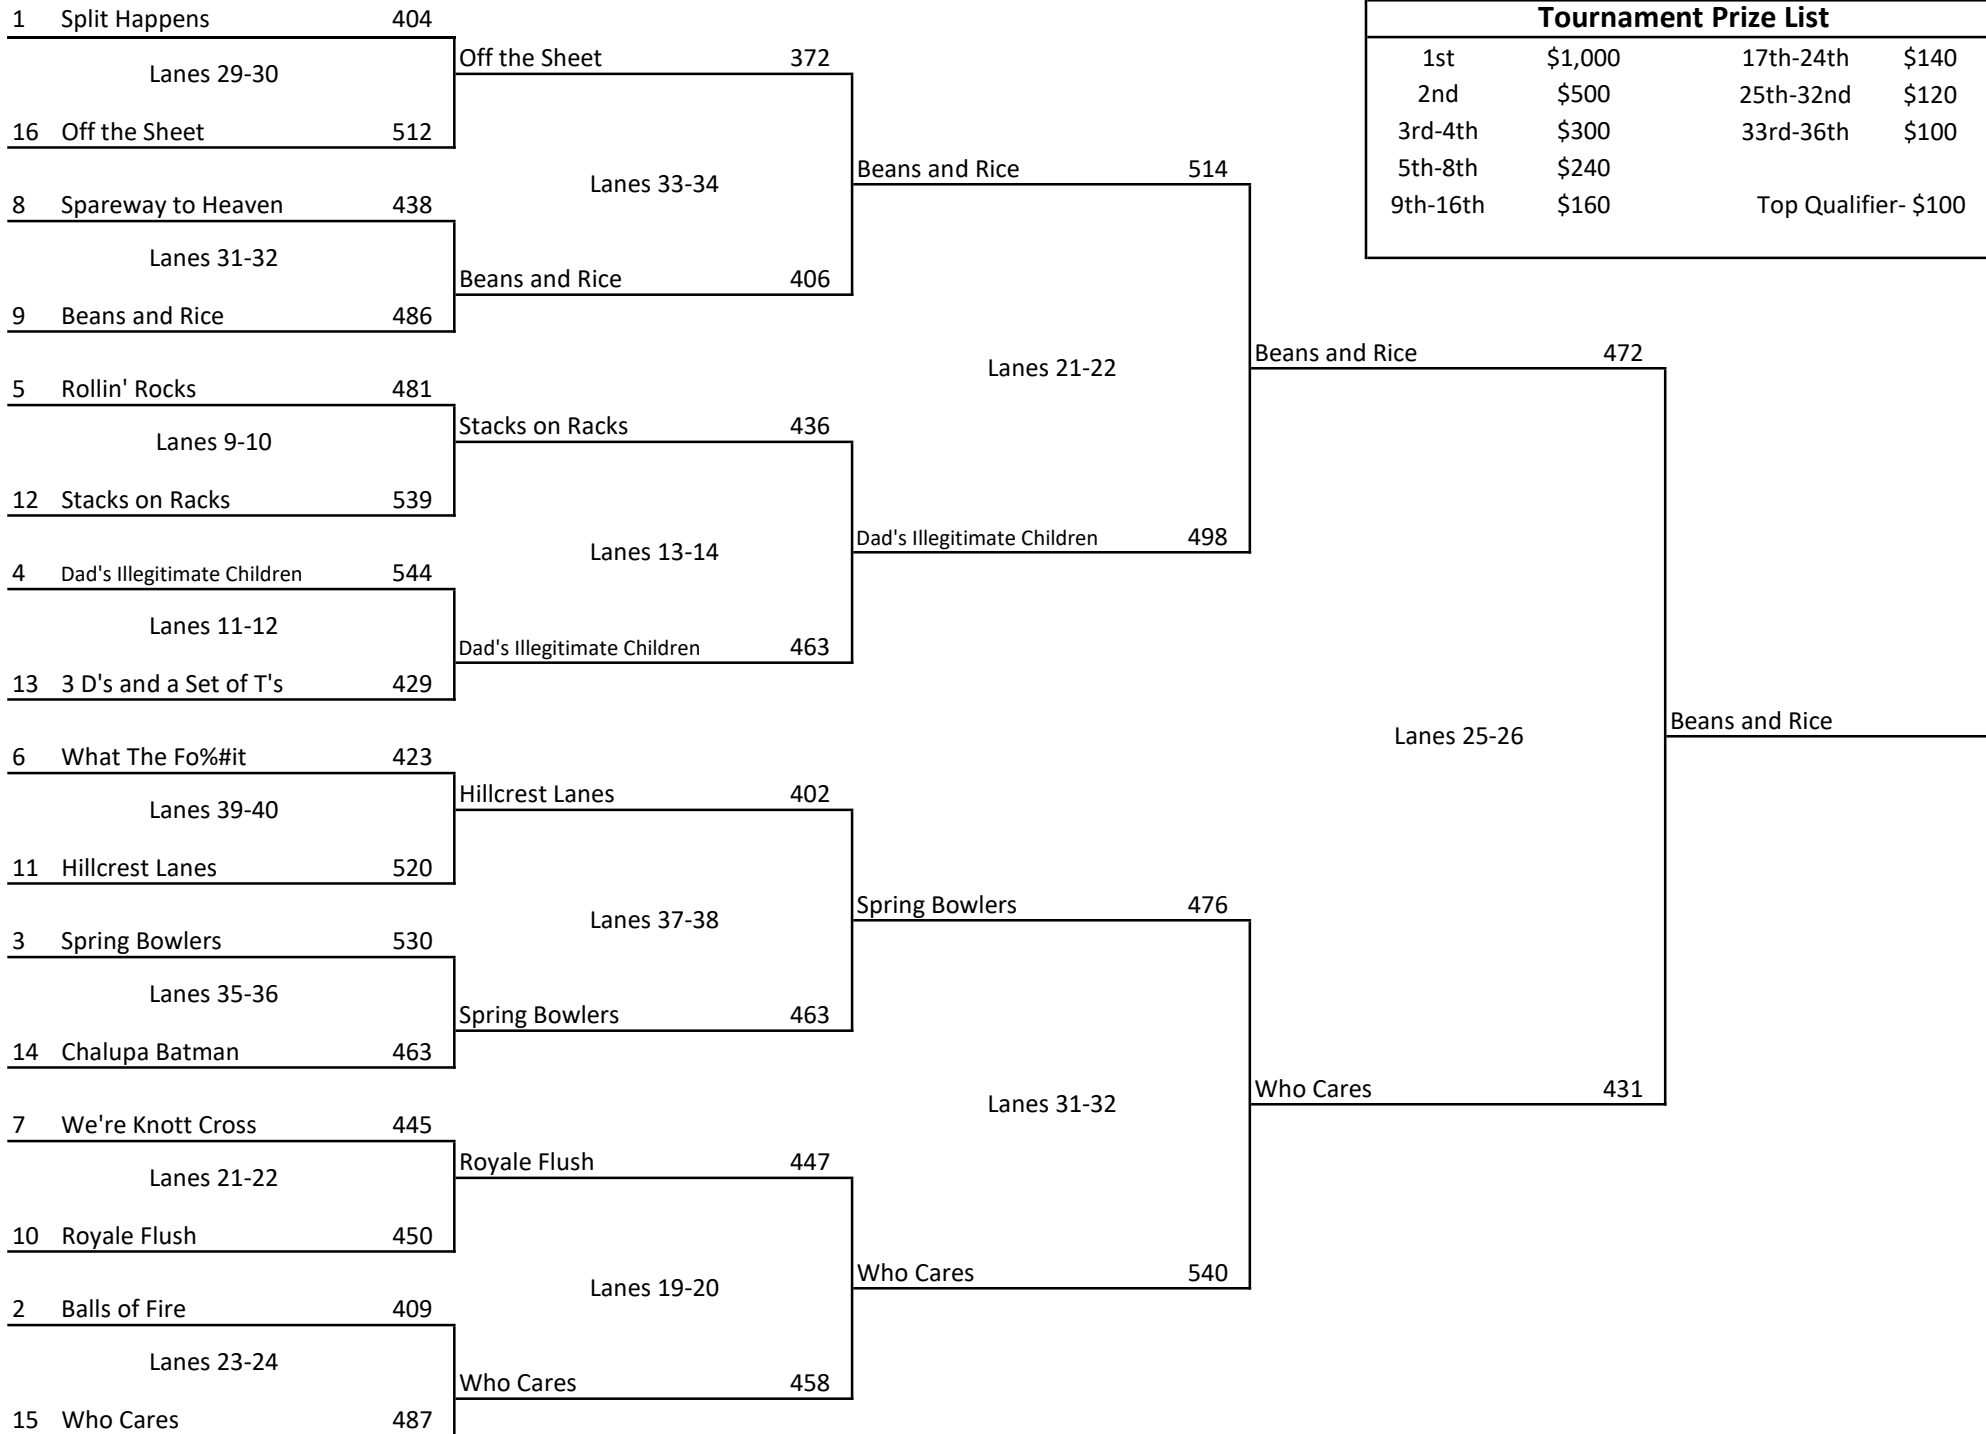 1 Split Happens 404
Tournament Prize List
Off the Sheet 372
1st $1,000 17th-24th $140
Lanes 29-30
2nd $500 25th-32nd $120
16 Off the Sheet 512
3rd-4th $300 33rd-36th $100
Beans and Rice 514
5th-8th $240
Lanes 33-34
8 Spareway to Heaven 438
9th-16th $160 Top Qualifier- $100
Lanes 31-32
Beans and Rice 406
9 Beans and Rice 486
Beans and Rice 472
Lanes 21-22
5 Rollin' Rocks 481
Stacks on Racks 436
Lanes 9-10
12 Stacks on Racks 539
Dad's Illegitimate Children 498
Lanes 13-14
4 Dad's Illegitimate Children 544
Lanes 11-12
Dad's Illegitimate Children 463
13 3 D's and a Set of T's 429
Beans and Rice
Lanes 25-26
6 What The Fo%#it 423
Hillcrest Lanes 402
Lanes 39-40
11 Hillcrest Lanes 520
Spring Bowlers 476
Lanes 37-38
3 Spring Bowlers 530
Lanes 35-36
Spring Bowlers 463
14 Chalupa Batman 463
Who Cares 431
Lanes 31-32
7 We're Knott Cross 445
Royale Flush 447
Lanes 21-22
10 Royale Flush 450
Who Cares 540
Lanes 19-20
2 Balls of Fire 409
Lanes 23-24
Who Cares 458
15 Who Cares 487